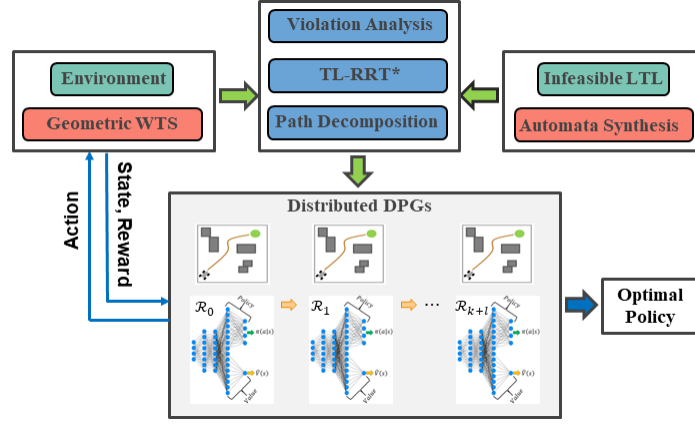 Violation Analysis
TL-RRT*
Path Decomposition
Environment
Geometric WTS
Infeasible LTL
Automata Synthesis
Action
State, Reward
Distributed DPGs
ℛ₀
Policy
π(a|s)
Value
ℛ₁
Policy
π(a|s)
Value
...
ℛₖ₊ₗ
Policy
π(a|s)
Value
Optimal
Policy